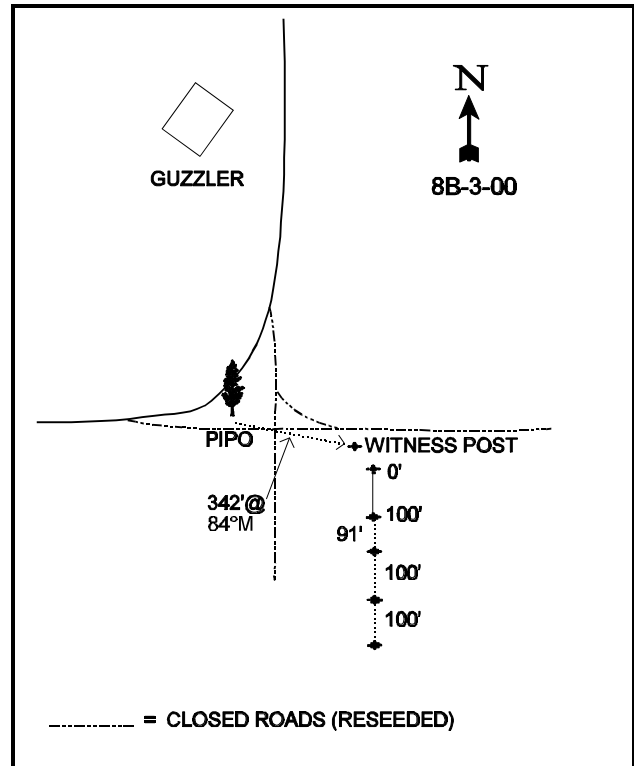 N
GUZZLER
8B-3-00
PIPO
WITNESS POST
0'
342'@
84°M
100'
91'
100'
100'
= CLOSED ROADS (RESEEDED)